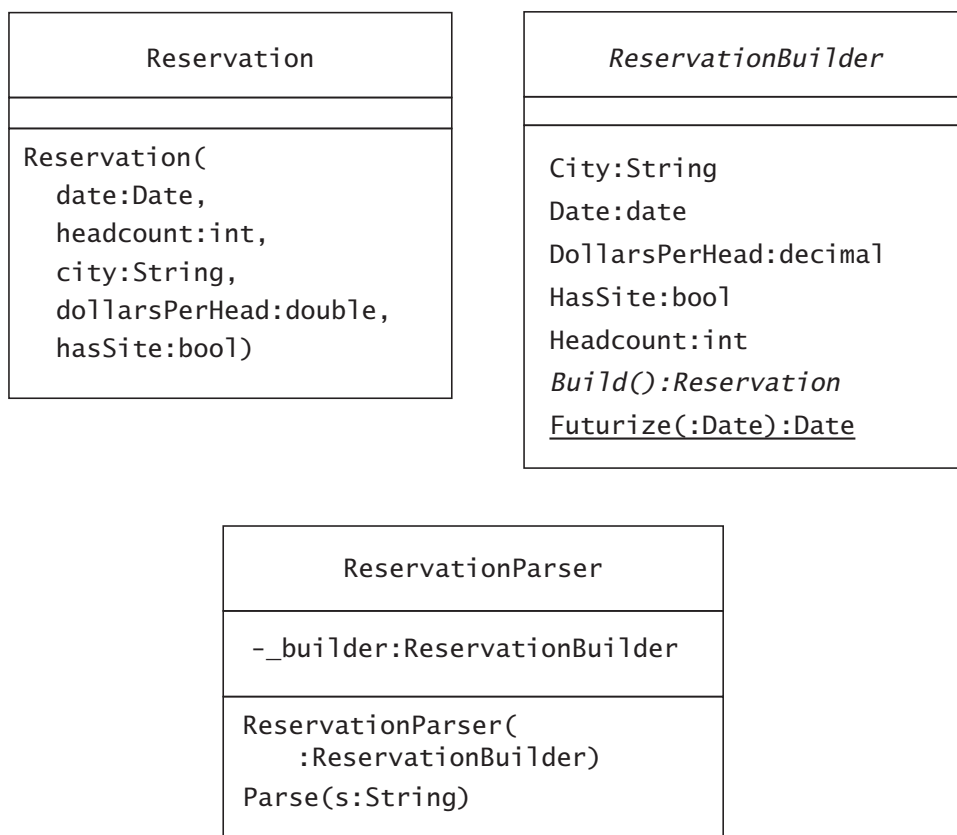 Reservation
Reservation(
date:Date,
headcount:int,
city:String,
dollarsPerHead:double,
hasSite:bool)
ReservationBuilder
City:String
Date:date
DollarsPerHead:decimal
HasSite:bool
Headcount:int
Build():Reservation
Futurize(:Date):Date
ReservationParser
-_builder:ReservationBuilder
ReservationParser(
:ReservationBuilder)
Parse(s:String)